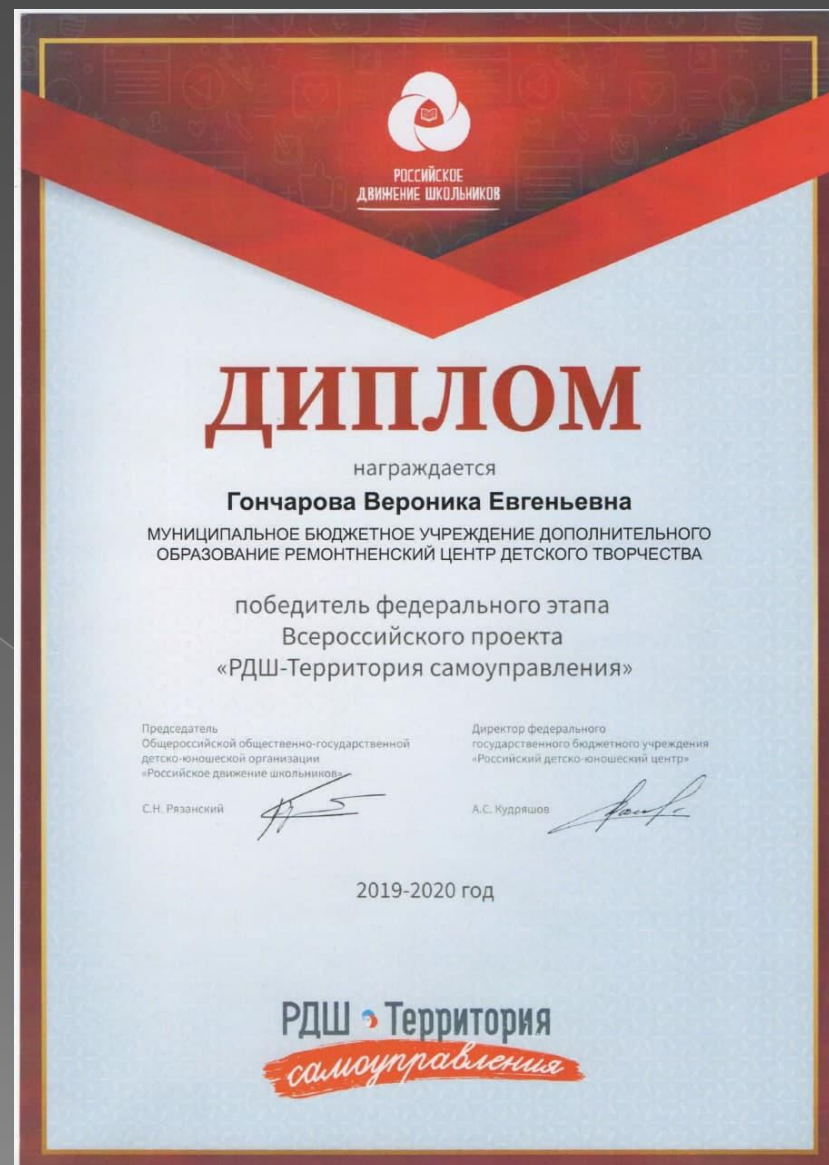 РОССИЙСКОЕ
ДВИЖЕНИЕ ШКОЛЬНИКОВ
ДИПЛОМ
награждается
Гончарова Вероника Евгеньевна
МУНИЦИПАЛЬНОЕ БЮДЖЕТНОЕ УЧРЕЖДЕНИЕ ДОПОЛНИТЕЛЬНОГО
ОБРАЗОВАНИЕ РЕМОНТНЕНСКИЙ ЦЕНТР ДЕТСКОГО ТВОРЧЕСТВА
победитель федерального этапа
Всероссийского проекта
«РДШ-Территория самоуправления»
Председатель
Общероссийской общественно-государственной
детско-юношеской организации
«Российское движение школьников»
С.Н. Рязанский
Директор федерального
государственного бюджетного учреждения
«Российский детско-юношеский центр»
А.С. Кудряшов
2019-2020 год
РДШ Территория
самоуправления